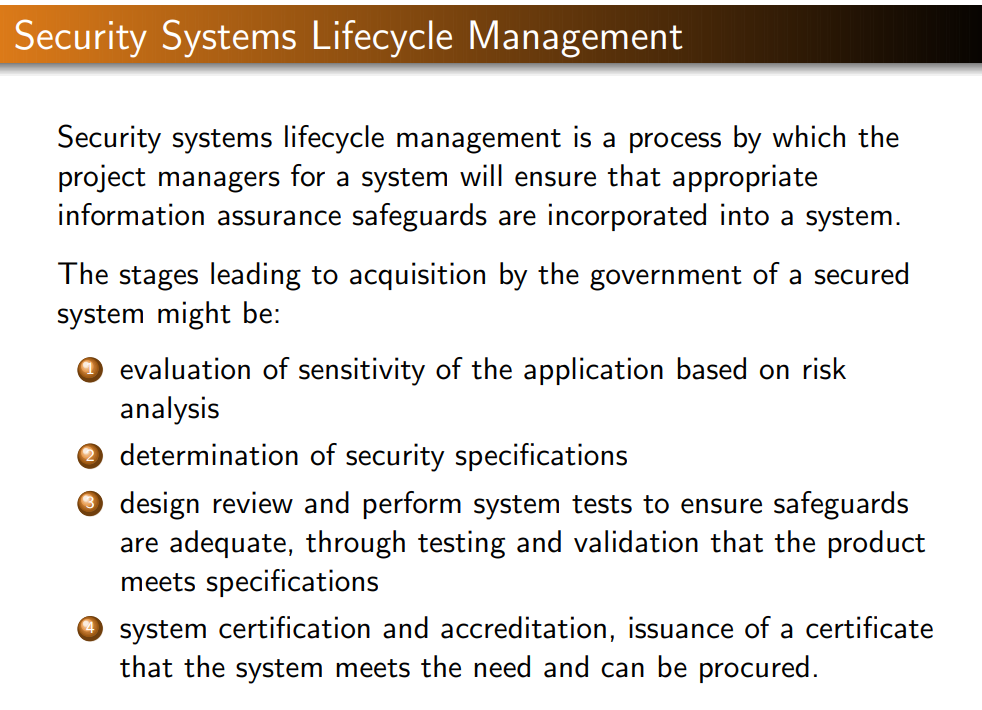 Security Systems Lifecycle Management
Security systems lifecycle management is a process by which the
project managers for a system will ensure that appropriate
information assurance safeguards are incorporated into a system.
The stages leading to acquisition by the government of a secured
system might be:
1 evaluation of sensitivity of the application based on risk
analysis
2 determination of security specifications
3 design review and perform system tests to ensure safeguards
are adequate, through testing and validation that the product
meets specifications
4 system certification and accreditation, issuance of a certificate
that the system meets the need and can be procured.